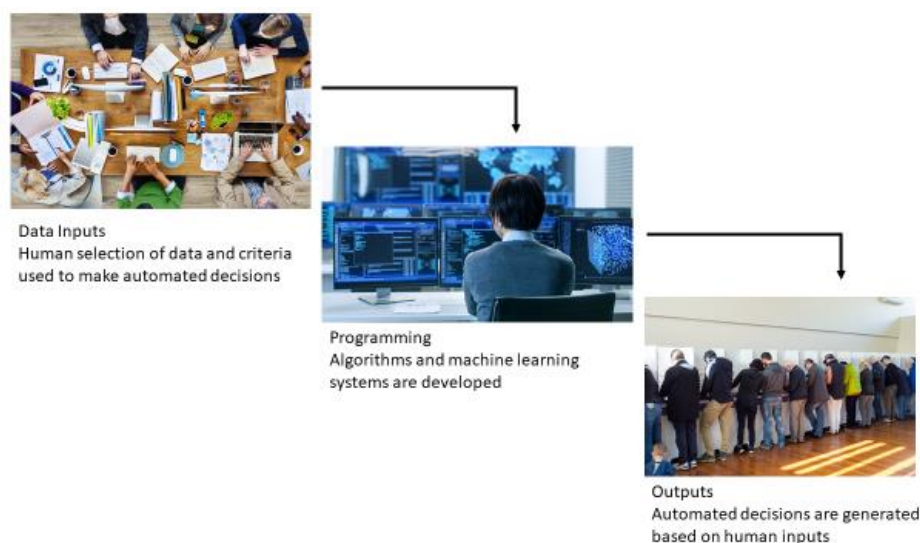 Data Inputs
Human selection of data and criteria
used to make automated decisions
Programming
Algorithms and machine learning
systems are developed
Outputs
Automated decisions are generated
based on human inputs